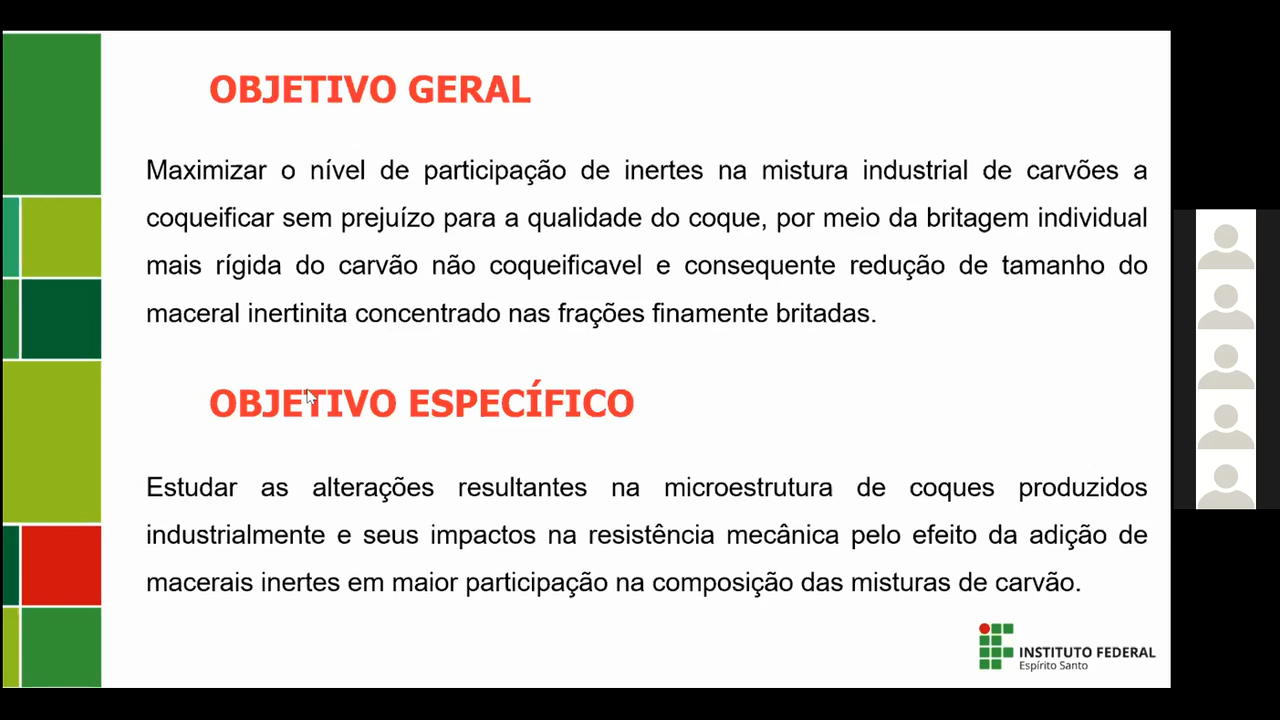 OBJETIVO GERAL
Maximizar o nível de participação de inertes na mistura industrial de carvões a
coqueificar sem prejuízo para a qualidade do coque, por meio da britagem individual
mais rígida do carvão não coqueificavel e consequente redução de tamanho do
maceral inertinita concentrado nas frações finamente britadas.
OBJETIVO ESPECÍFICO
Estudar as alterações resultantes na microestrutura de coques produzidos
industrialmente e seus impactos na resistência mecânica pelo efeito da adição de
macerais inertes em maior participação na composição das misturas de carvão.
INSTITUTO FEDERAL
Espírito Santo